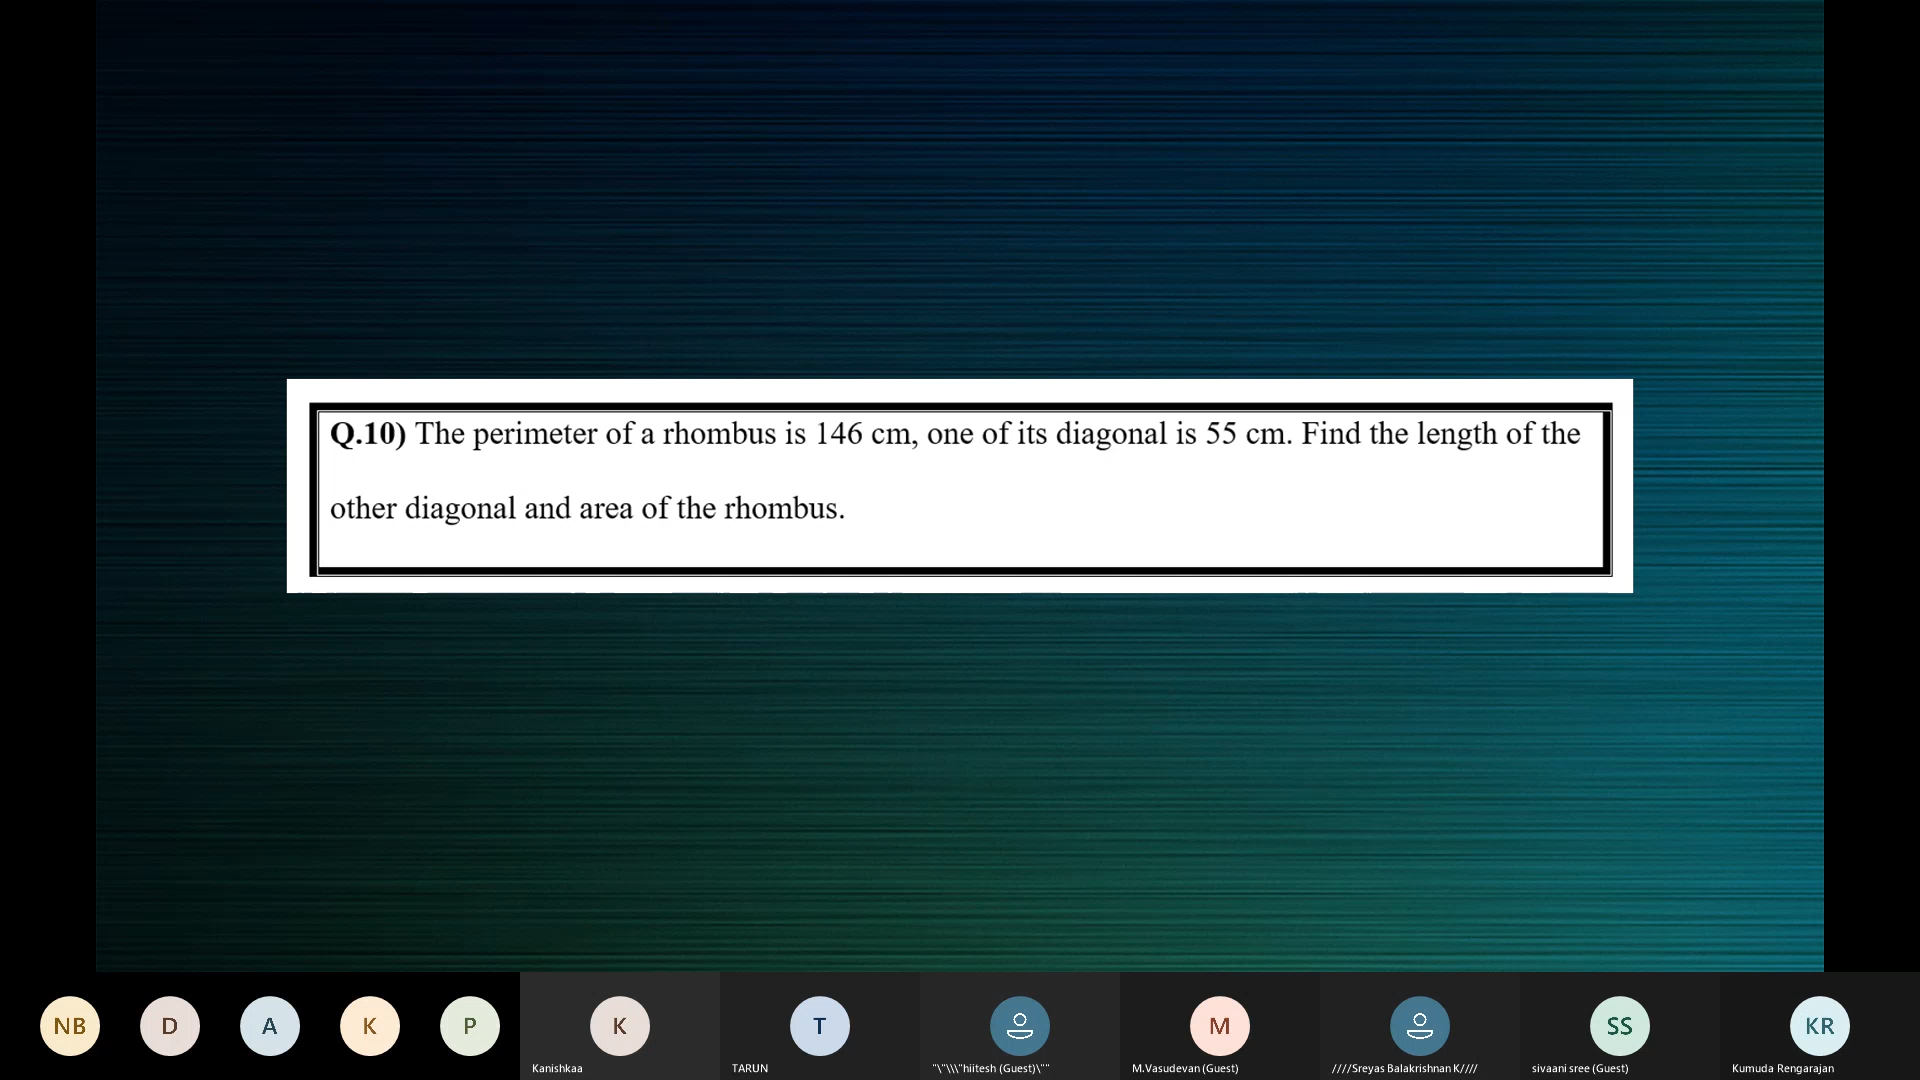 Q.10) The perimeter of a rhombus is 146 cm, one of its diagonal is 55 cm. Find the length of the
other diagonal and area of the rhombus.
NB
D
A
K
P
K
T
M
SS
KR
Kanishkaa
TARUN
"\"\\\"hiitesh (Guest)\""
M.Vasudevan (Guest)
////Sreyas Balakrishnan K////
sivaani sree (Guest)
Kumuda Rengarajan